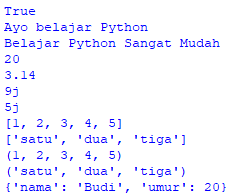 True
Ayo belajar Python
Belajar Python Sangat Mudah
20
3.14
9j
5j
[1, 2, 3, 4, 5]
['satu', 'dua', 'tiga']
(1, 2, 3, 4, 5)
('satu', 'dua', 'tiga')
{'nama': 'Budi', 'umur': 20}